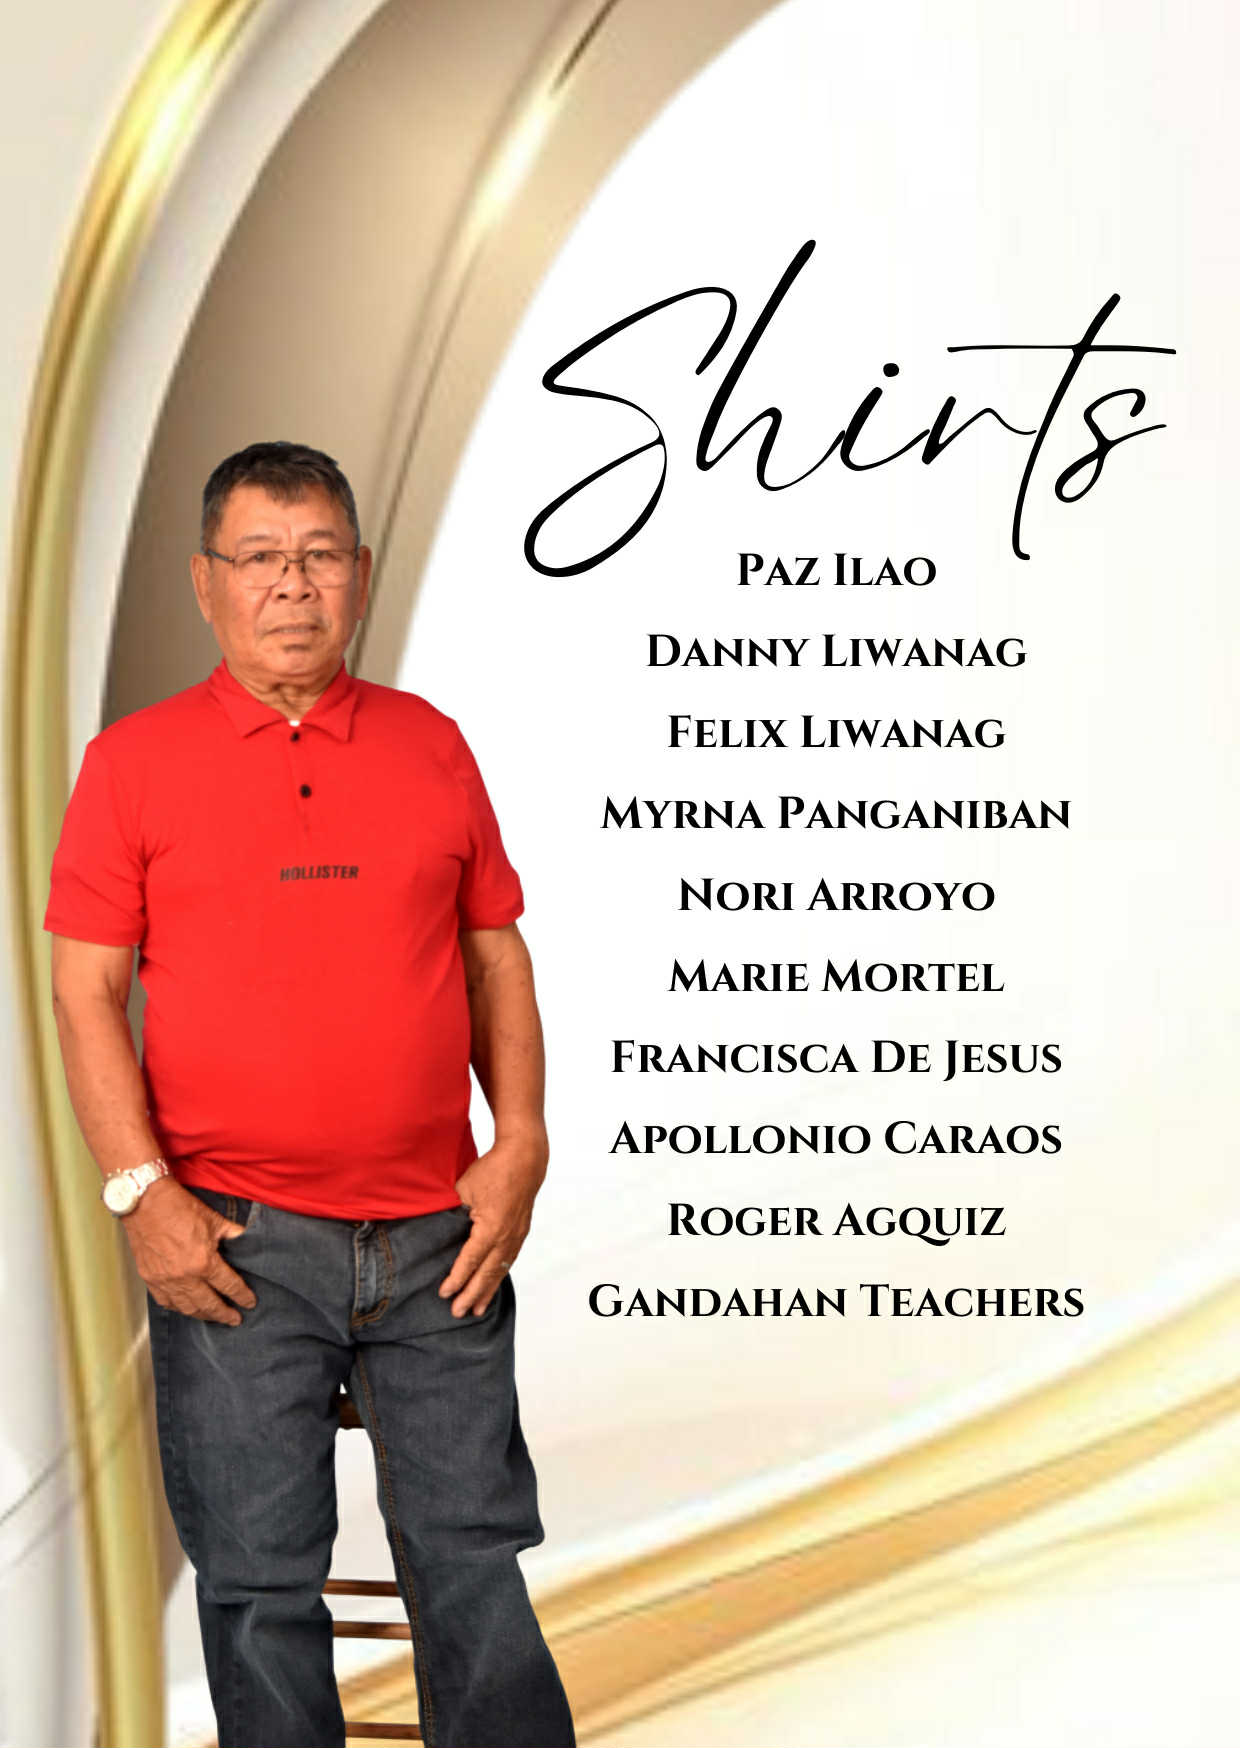 Shirts
Paz Ilao
Danny Liwanag
Felix Liwanag
Myrna Panganiban
Nori Arroyo
Marie Mortel
Francisca De Jesus
Apollonio Caraos
Roger Agquiz
Gandahan Teachers
HOLLISTER